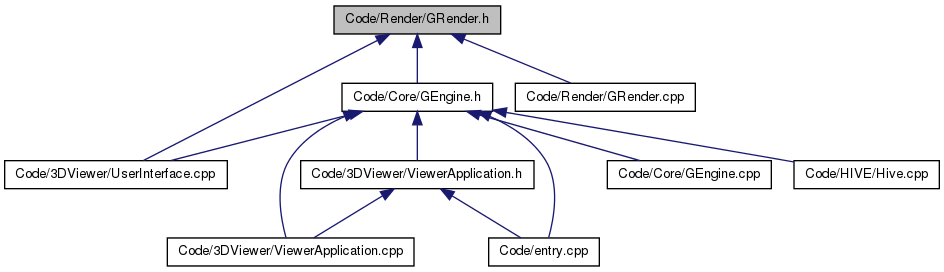 Code/Render/GRender.h
Code/Core/GEngine.h
Code/Render/GRender.cpp
Code/3DViewer/UserInterface.cpp
Code/3DViewer/ViewerApplication.h
Code/Core/GEngine.cpp
Code/HIVE/Hive.cpp
Code/3DViewer/ViewerApplication.cpp
Code/entry.cpp